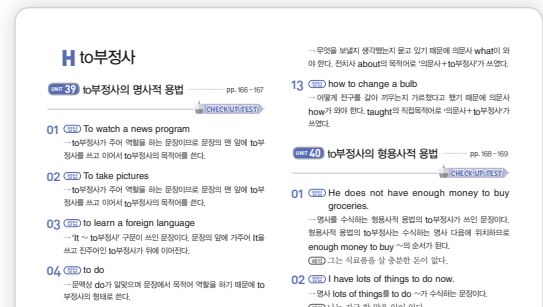 H to부정사
UNIT 39 to부정사의 명사적 용법 pp. 166-167
CHECK UP TEST
01 정답 To watch a news program
→ to부정사가 주어 역할을 하는 문장이므로 문장의 맨 앞에 to부
정사를 쓰고 이어서 to부정사의 목적어를 쓴다.
02 정답 To take pictures
→ to부정사가 주어 역할을 하는 문장이므로 문장의 맨 앞에 to부
정사를 쓰고 이어서 to부정사의 목적어를 쓴다.
03 정답 to learn a foreign language
→ 'It ~ to부정사' 구문이 쓰인 문장이다. 문장의 앞에 가주어 It을
쓰고 진주어인 to부정사가 뒤에 이어진다.
04 정답 to do
→ 문맥상 do가 알맞으며 문장에서 목적어 역할을 하기 때문에 to
부정사의 형태로 쓴다.
→ 무엇을 보낼지 생각했는지 묻고 있기 때문에 의문사 what이 와
야 한다. 전치사 about의 목적어로 '의문사+to부정사'가 쓰였다.
13 정답 how to change a bulb
→ 어떻게 전구를 갈아 끼우는지 가르쳤다고 했기 때문에 의문사
how가 와야 한다. taught의 직접목적어로 '의문사+to부정사'가
쓰였다.
UNIT 40 to부정사의 형용사적 용법 pp. 168-169
CHECK UP TEST
01 정답 He does not have enough money to buy
groceries.
→ 명사를 수식하는 형용사적 용법의 to부정사가 쓰인 문장이다.
형용사적 용법의 to부정사는 수식하는 명사 다음에 위치하므로
enough money to buy ~의 순서가 된다.
해석 그는 식료품을 살 충분한 돈이 없다.
02 정답 I have lots of things to do now.
→ 명사 lots of things를 to do ~가 수식하는 문장이다.